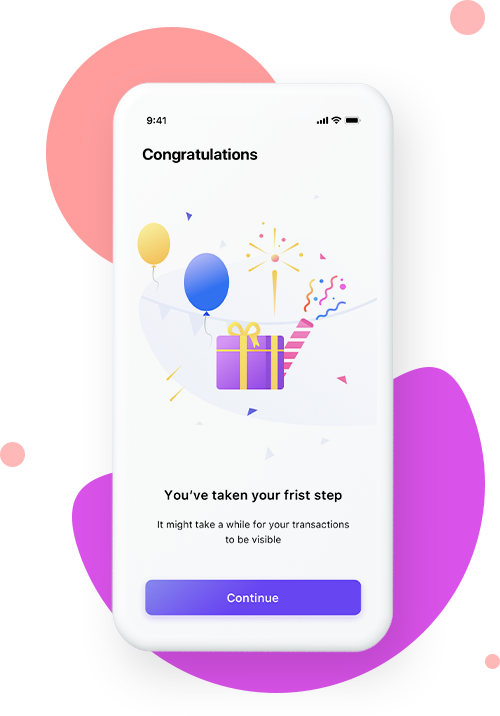 9:41
Congratulations
You’ve taken your frist step
It might take a while for your transactions
to be visible
Continue